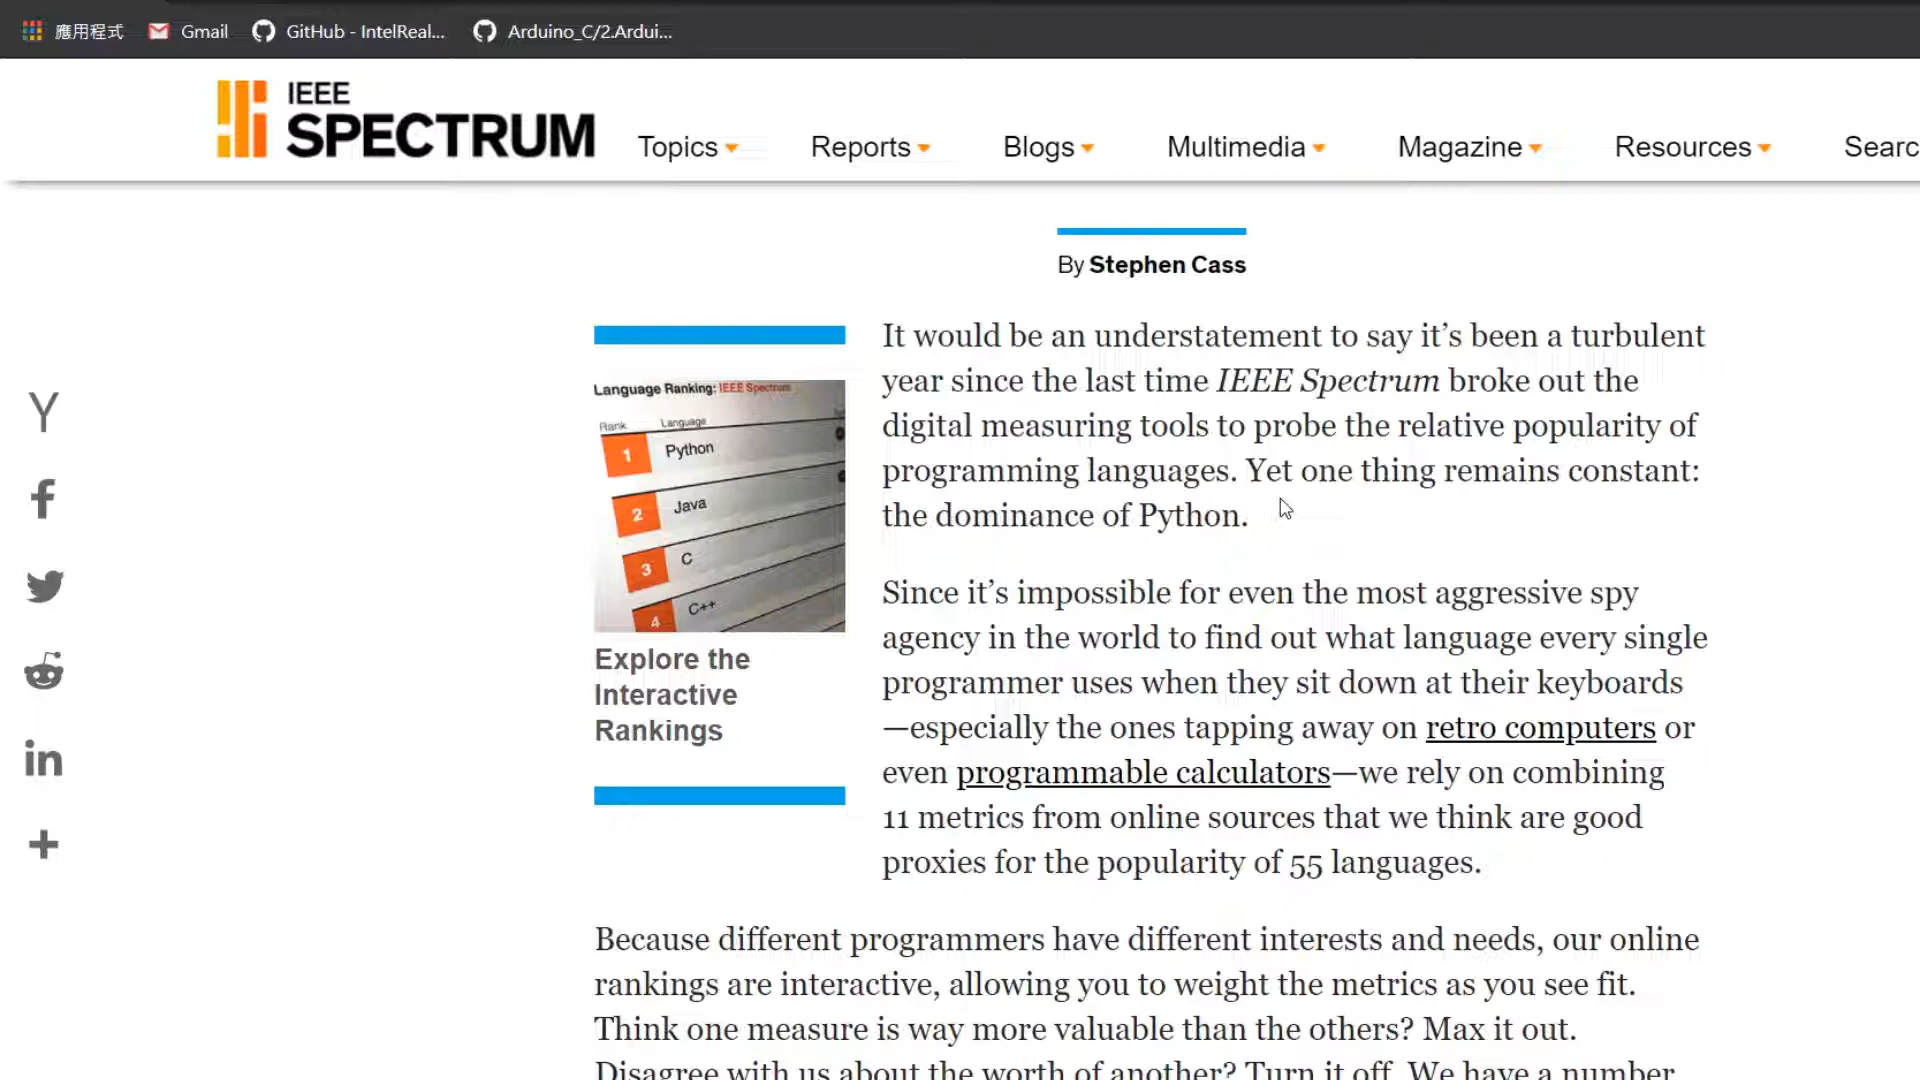 應用程式 Gmail GitHub - IntelReal... Arduino_C/2.Ardui...
IEEE
SPECTRUM
Topics Reports Blogs Multimedia Magazine Resources Searc
By Stephen Cass
Language Ranking: IEEE Spectrum
Rank Language
1 Python
2 Java
3 C
4 C++
Explore the
Interactive
Rankings
It would be an understatement to say it’s been a turbulent
year since the last time IEEE Spectrum broke out the
digital measuring tools to probe the relative popularity of
programming languages. Yet one thing remains constant:
the dominance of Python.
Since it’s impossible for even the most aggressive spy
agency in the world to find out what language every single
programmer uses when they sit down at their keyboards
—especially the ones tapping away on retro computers or
even programmable calculators—we rely on combining
11 metrics from online sources that we think are good
proxies for the popularity of 55 languages.
Because different programmers have different interests and needs, our online
rankings are interactive, allowing you to weight the metrics as you see fit.
Think one measure is way more valuable than the others? Max it out.
Disagree with us about the worth of another? Turn it off. We have a number